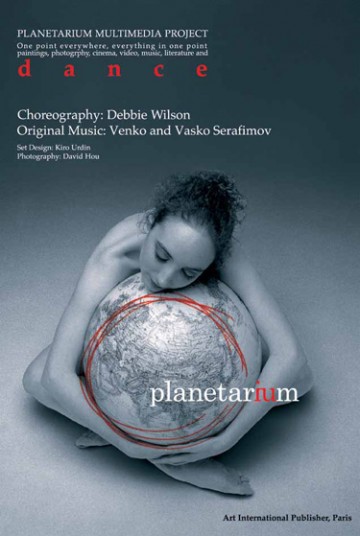 PLANETARIUM MULTIMEDIA PROJECT
One point everywhere, everything in one point
paintings, photogrphy, cinema, video, music, literature and
dance
Choreography: Debbie Wilson
Original Music: Venko and Vasko Serafimov
Set Design: Kiro Urdin
Photography: David Hou
planetarium
Art International Publisher, Paris